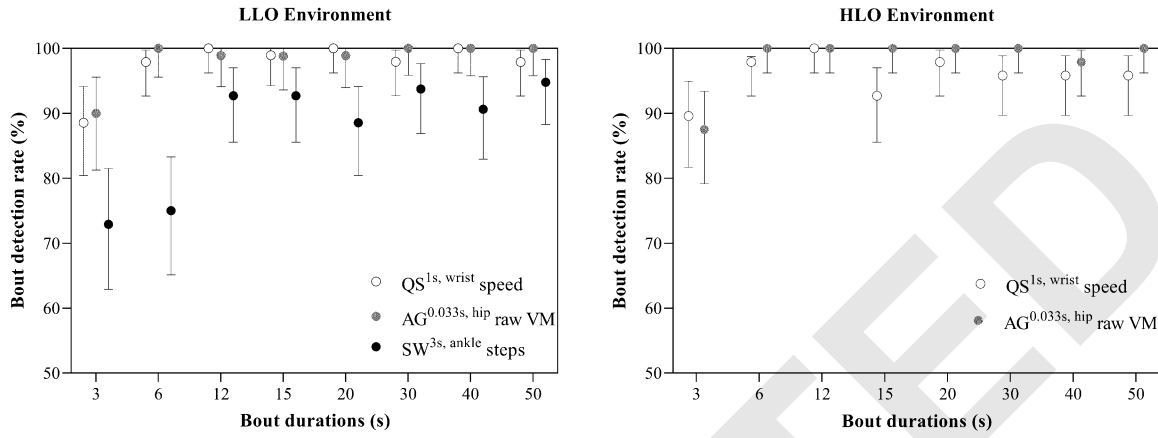 LLO Environment
100
90
80
70
60
50
Bout detection rate (%)
QS1s, wrist speed
AG0.033s, hip raw VM
SW3s, ankle steps
3 6 12 15 20 30 40 50
Bout durations (s)
HLO Environment
100
90
80
70
60
50
Bout detection rate (%)
QS1s, wrist speed
AG0.033s, hip raw VM
3 6 12 15 20 30 40 50
Bout durations (s)
TED